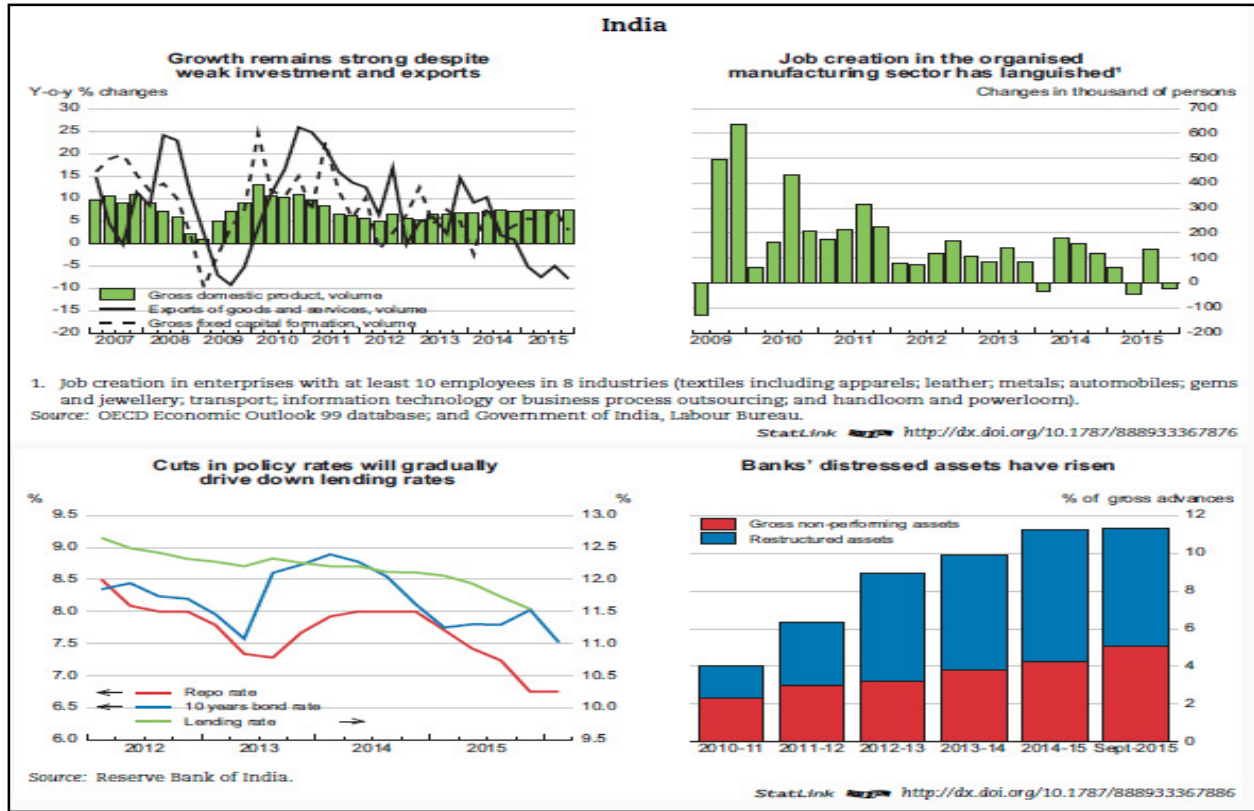 India
Growth remains strong despite
weak investment and exports
Y-o-y % changes
30
25
20
15
10
5
0
-5
-10
-15
-20
Gross domestic product, volume
Exports of goods and services, volume
Gross fixed capital formation, volume
2007 2008 2009 2010 2011 2012 2013 2014 2015
Job creation in the organised
manufacturing sector has languished¹
Changes in thousand of persons
700
600
500
400
300
200
100
0
-100
-200
2009 2010 2011 2012 2013 2014 2015
1. Job creation in enterprises with at least 10 employees in 8 industries (textiles including apparels; leather; metals; automobiles; gems
and jewellery; transport; information technology or business process outsourcing; and handloom and powerloom).
Source: OECD Economic Outlook 99 database; and Government of India, Labour Bureau.
StatLink http://dx.doi.org/10.1787/888933367876
Cuts in policy rates will gradually
drive down lending rates
% %
9.5 13.0
9.0 12.5
8.5 12.0
8.0 11.5
7.5 11.0
7.0 10.5
6.5 10.0
6.0 9.5
← Repo rate
← 10 years bond rate
Lending rate →
2012 2013 2014 2015
Banks' distressed assets have risen
% of gross advances
Gross non-performing assets
Restructured assets
12
10
8
6
4
2
0
2010-11 2011-12 2012-13 2013-14 2014-15 Sept-2015
Source: Reserve Bank of India.
StatLink http://dx.doi.org/10.1787/888933367886